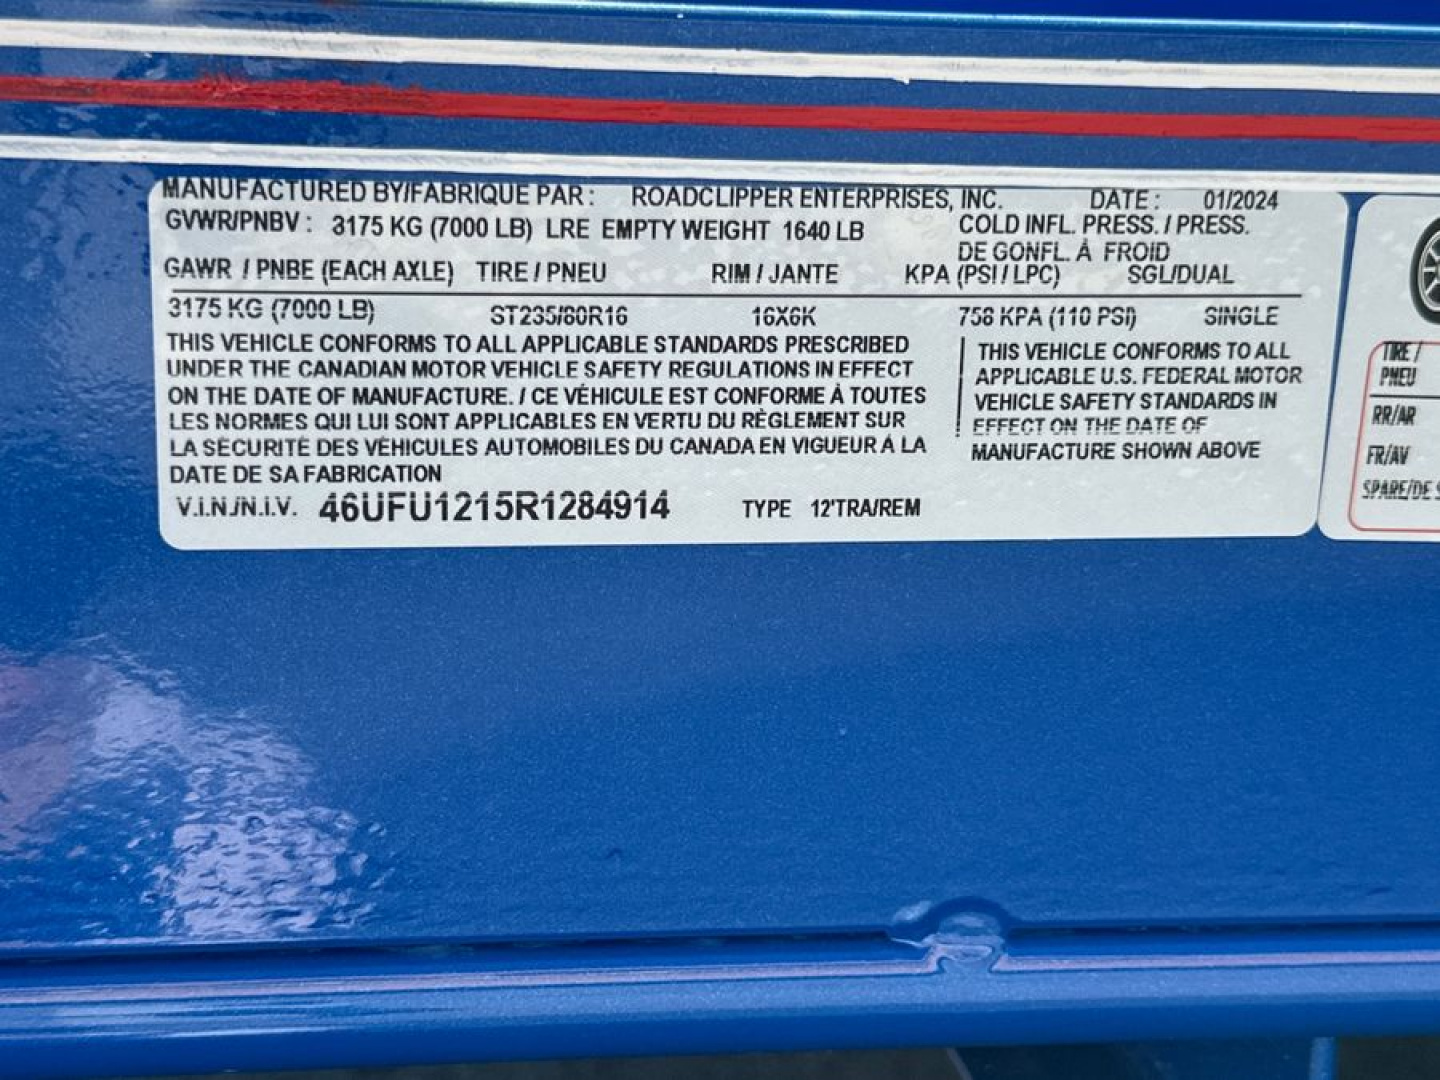 MANUFACTURED BY/FABRIQUE PAR : ROADCLIPPER ENTERPRISES, INC. DATE : 01/2024
GVWR/PNBV : 3175 KG (7000 LB) LRE EMPTY WEIGHT 1640 LB COLD INFL. PRESS. / PRESS.
DE GONFL. À FROID
GAWR / PNBE (EACH AXLE) TIRE / PNEU RIM / JANTE KPA (PSI / LPC) SGL/DUAL
3175 KG (7000 LB) ST235/80R16 16X6K 758 KPA (110 PSI) SINGLE
THIS VEHICLE CONFORMS TO ALL APPLICABLE STANDARDS PRESCRIBED
UNDER THE CANADIAN MOTOR VEHICLE SAFETY REGULATIONS IN EFFECT
ON THE DATE OF MANUFACTURE. / CE VÉHICULE EST CONFORME À TOUTES
LES NORMES QUI LUI SONT APPLICABLES EN VERTU DU RÈGLEMENT SUR
LA SÉCURITÉ DES VÉHICULES AUTOMOBILES DU CANADA EN VIGUEUR À LA
DATE DE SA FABRICATION
THIS VEHICLE CONFORMS TO ALL
APPLICABLE U.S. FEDERAL MOTOR
VEHICLE SAFETY STANDARDS IN
EFFECT ON THE DATE OF
MANUFACTURE SHOWN ABOVE
V.I.N./N.I.V. 46UFU1215R1284914 TYPE 12'TRA/REM
TIRE /
PNEU
RR/AR
FR/AV
SPARE/DE S